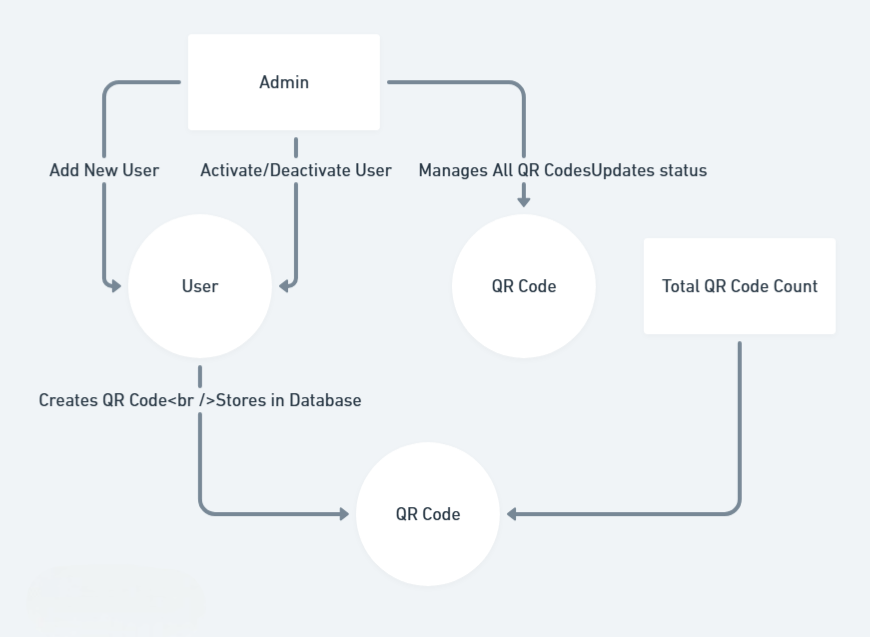 Admin
Add New User
Activate/Deactivate User
Manages All QR CodesUpdates status
User
QR Code
Total QR Code Count
Creates QR Code<br />Stores in Database
QR Code